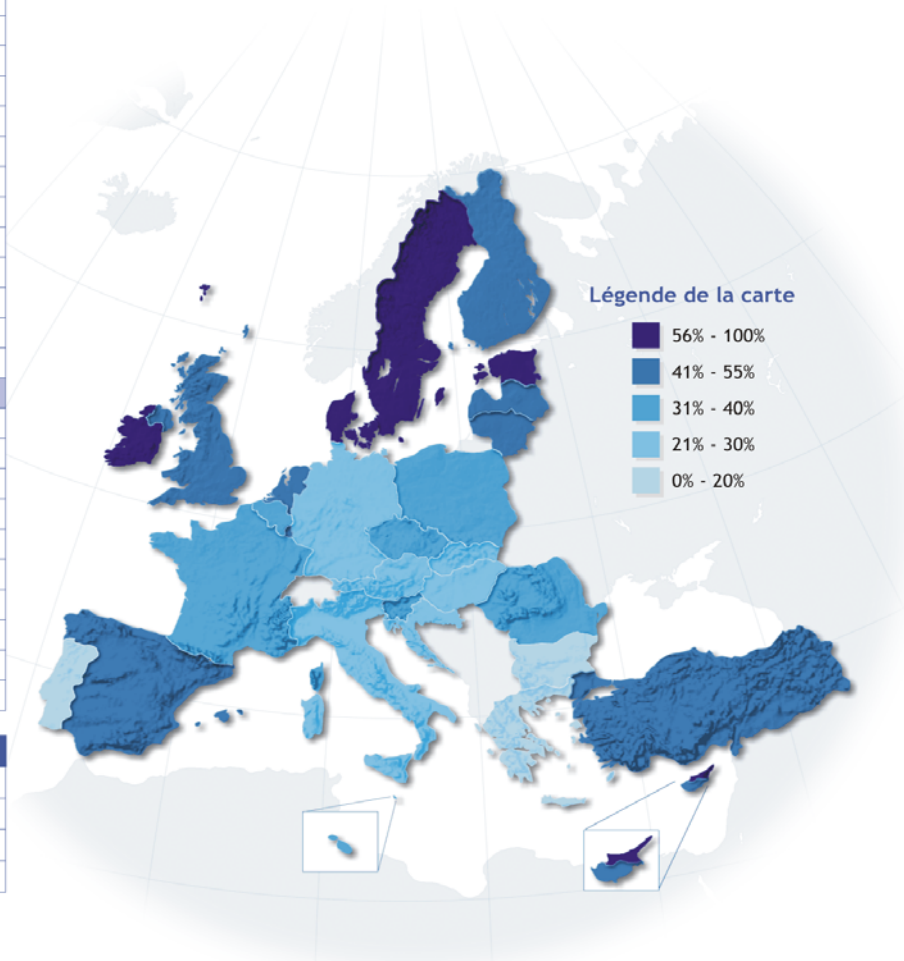 Légende de la carte
56% - 100%
41% - 55%
31% - 40%
21% - 30%
0% - 20%